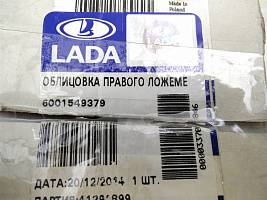 Made in
Poland
LADA
ОБЛИЦОВКА ПРАВОГО ЛОЖЕМЕ
6001549379
ДАТА:20/12/2014 1 ШТ.